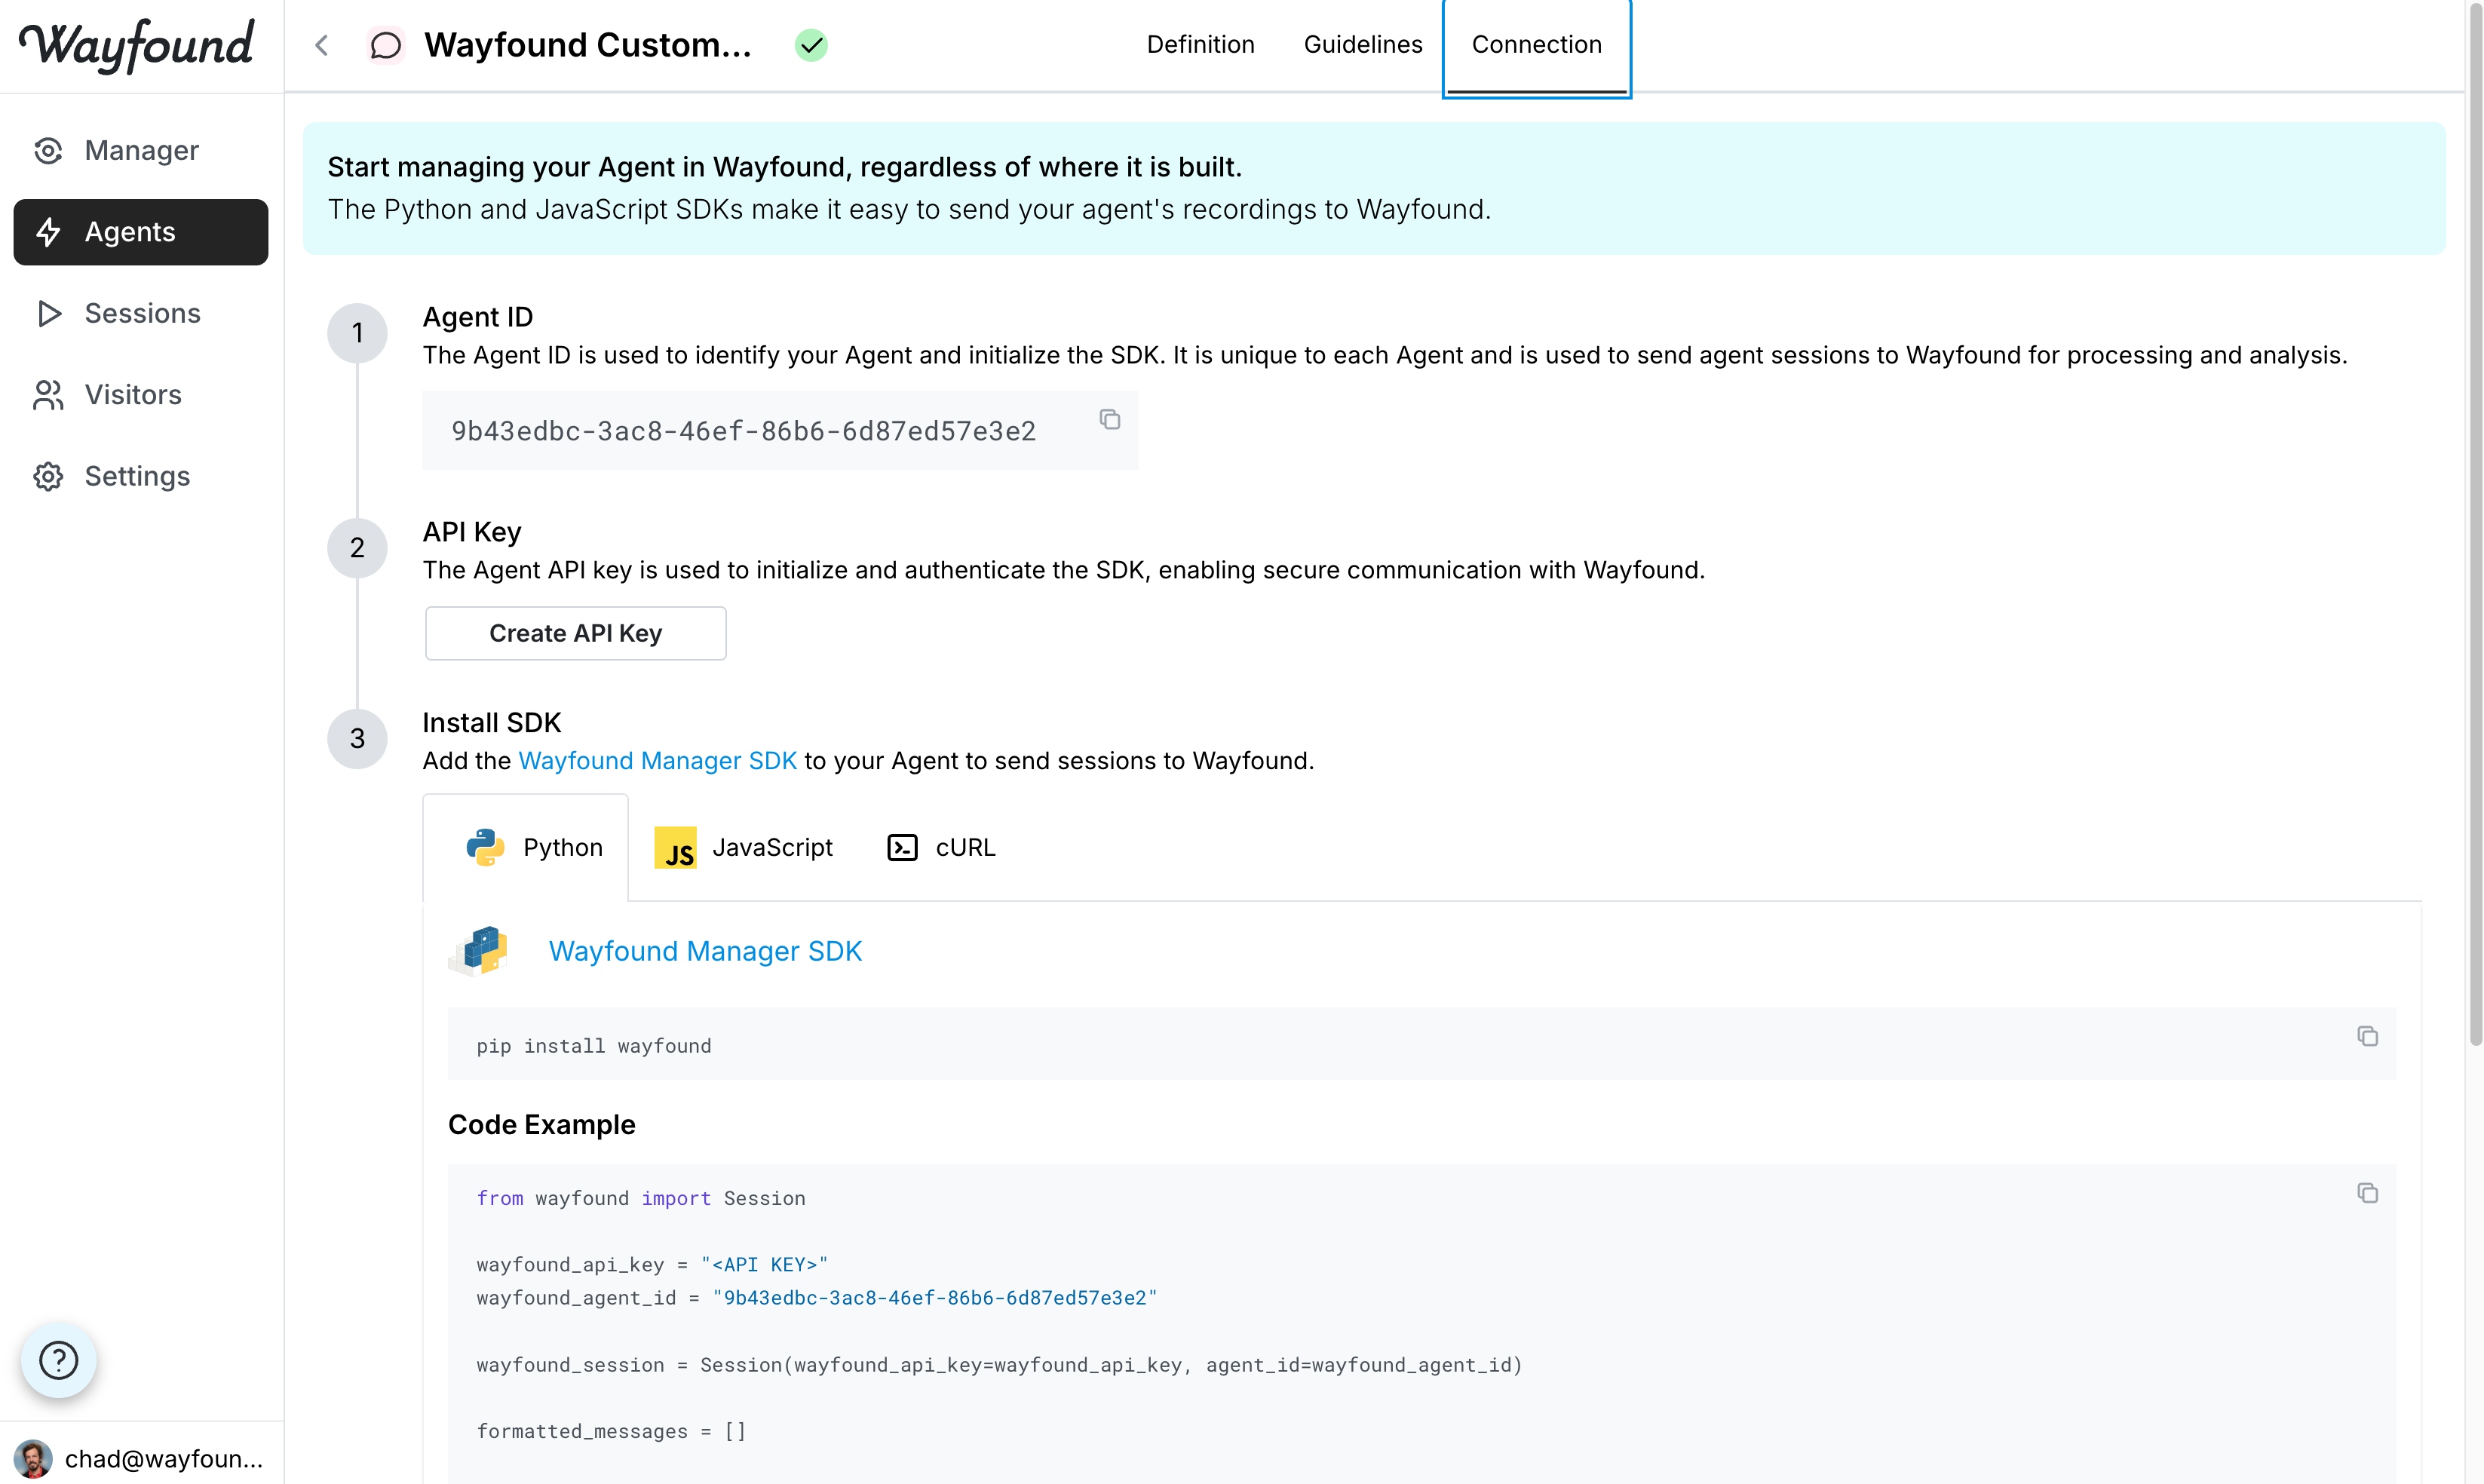 Wayfound
Wayfound Custom...
Definition
Guidelines
Connection
Manager
Agents
Sessions
Visitors
Settings
Start managing your Agent in Wayfound, regardless of where it is built.
The Python and JavaScript SDKs make it easy to send your agent's recordings to Wayfound.
1
Agent ID
The Agent ID is used to identify your Agent and initialize the SDK. It is unique to each Agent and is used to send agent sessions to Wayfound for processing and analysis.
9b43edbc-3ac8-46ef-86b6-6d87ed57e3e2
2
API Key
The Agent API key is used to initialize and authenticate the SDK, enabling secure communication with Wayfound.
Create API Key
3
Install SDK
Add the Wayfound Manager SDK to your Agent to send sessions to Wayfound.
Python
JS
JavaScript
cURL
Wayfound Manager SDK
pip install wayfound
Code Example
from wayfound import Session
wayfound_api_key = "<API KEY>"
wayfound_agent_id = "9b43edbc-3ac8-46ef-86b6-6d87ed57e3e2"
wayfound_session = Session(wayfound_api_key=wayfound_api_key, agent_id=wayfound_agent_id)
formatted_messages = []
?
chad@wayfoun...